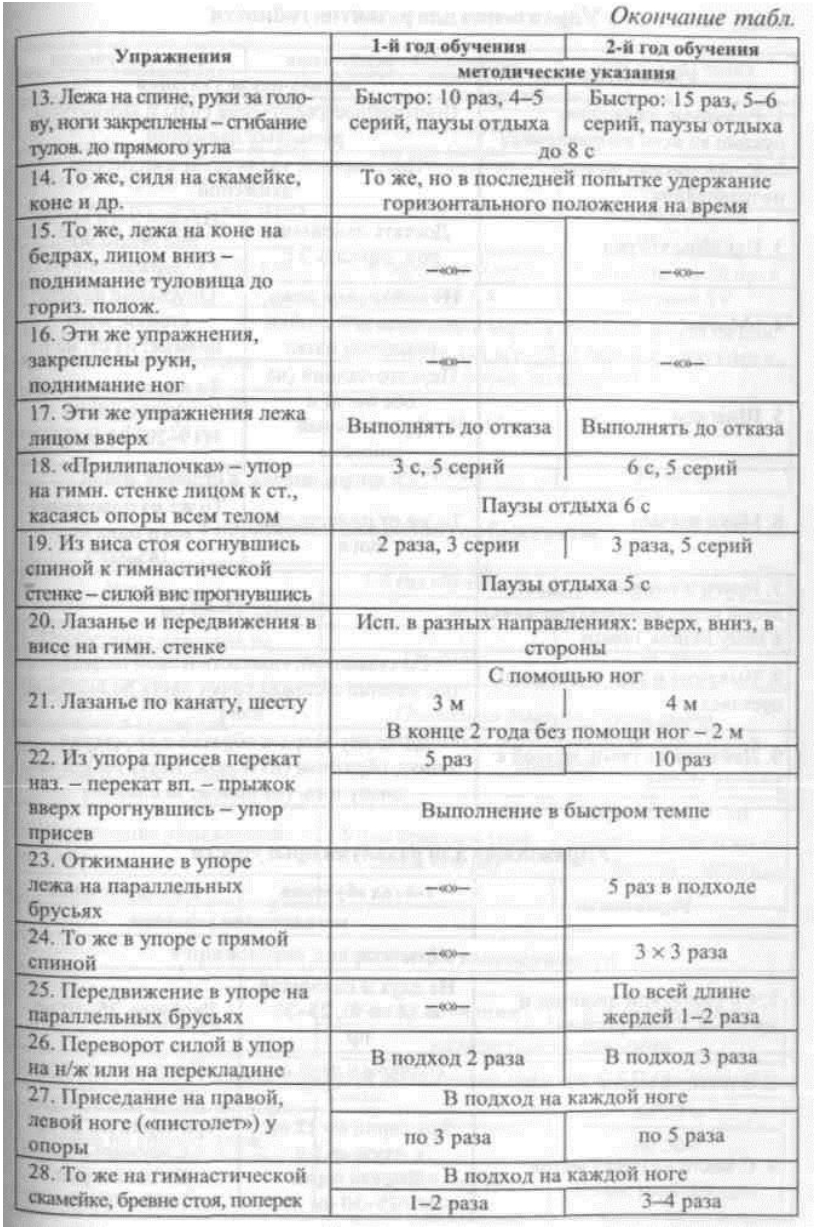 Окончание табл.
Упражнения
1-й год обучения
2-й год обучения
методические указания
13. Лежа на спине, руки за голо-
ву, ноги закреплены – сгибание
тулов. до прямого угла
Быстро: 10 раз, 4–5
серий, паузы отдыха
Быстро: 15 раз, 5–6
серий, паузы отдыха
до 8 с
14. То же, сидя на скамейке,
коне и др.
То же, но в последней попытке удержание
горизонтального положения на время
15. То же, лежа на коне на
бедрах, лицом вниз –
поднимание туловища до
гориз. полож.
—«»—
—«»—
16. Эти же упражнения,
закреплены руки,
поднимание ног
—«»—
—«»—
17. Эти же упражнения лежа
лицом вверх
Выполнять до отказа
Выполнять до отказа
18. «Прилипалочка» – упор
на гимн. стенке лицом к ст.,
касаясь опоры всем телом
3 с, 5 серий
6 с, 5 серий
Паузы отдыха 6 с
19. Из виса стоя согнувшись
спиной к гимнастической
стенке – силой вис прогнувшись
2 раза, 3 серии
3 раза, 5 серий
Паузы отдыха 5 с
20. Лазанье и передвижения в
висе на гимн. стенке
Исп. в разных направлениях: вверх, вниз, в
стороны
21. Лазанье по канату, шесту
С помощью ног
3 м
4 м
В конце 2 года без помощи ног – 2 м
22. Из упора присев перекат
наз. – перекат вп. – прыжок
вверх прогнувшись – упор
присев
5 раз
10 раз
Выполнение в быстром темпе
23. Отжимание в упоре
лежа на параллельных
брусьях
—«»—
5 раз в подходе
24. То же в упоре с прямой
спиной
—«»—
3 × 3 раза
25. Передвижение в упоре на
параллельных брусьях
—«»—
По всей длине
жердей 1–2 раза
26. Переворот силой в упор
на н/ж или на перекладине
В подход 2 раза
В подход 3 раза
27. Приседание на правой,
левой ноге («пистолет») у
опоры
В подход на каждой ноге
по 3 раза
по 5 раза
28. То же на гимнастической
скамейке, бревне стоя, поперек
В подход на каждой ноге
1–2 раза
3–4 раза